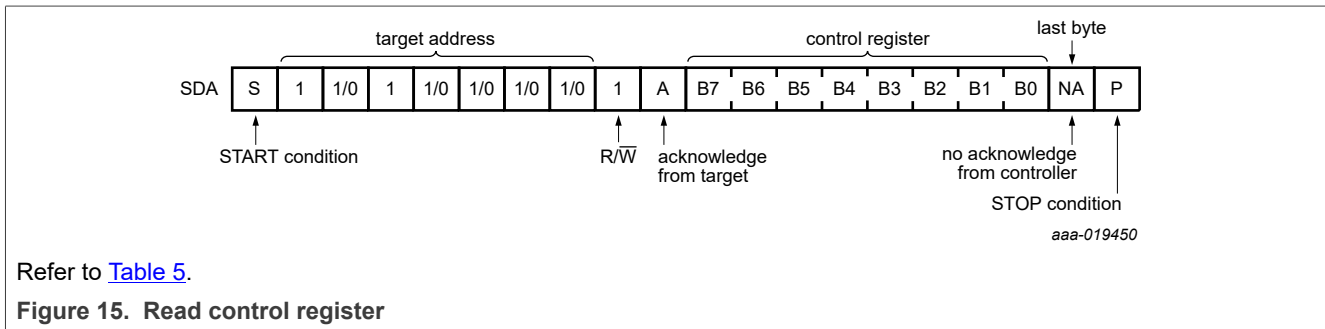 last byte
target address control register
SDA S 1 1/0 1 1/0 1/0 1/0 1/0 1 A B7 B6 B5 B4 B3 B2 B1 B0 NA P
START condition R/W̅ acknowledge from target no acknowledge from controller
STOP condition
aaa-019450
Refer to Table 5.
Figure 15. Read control register